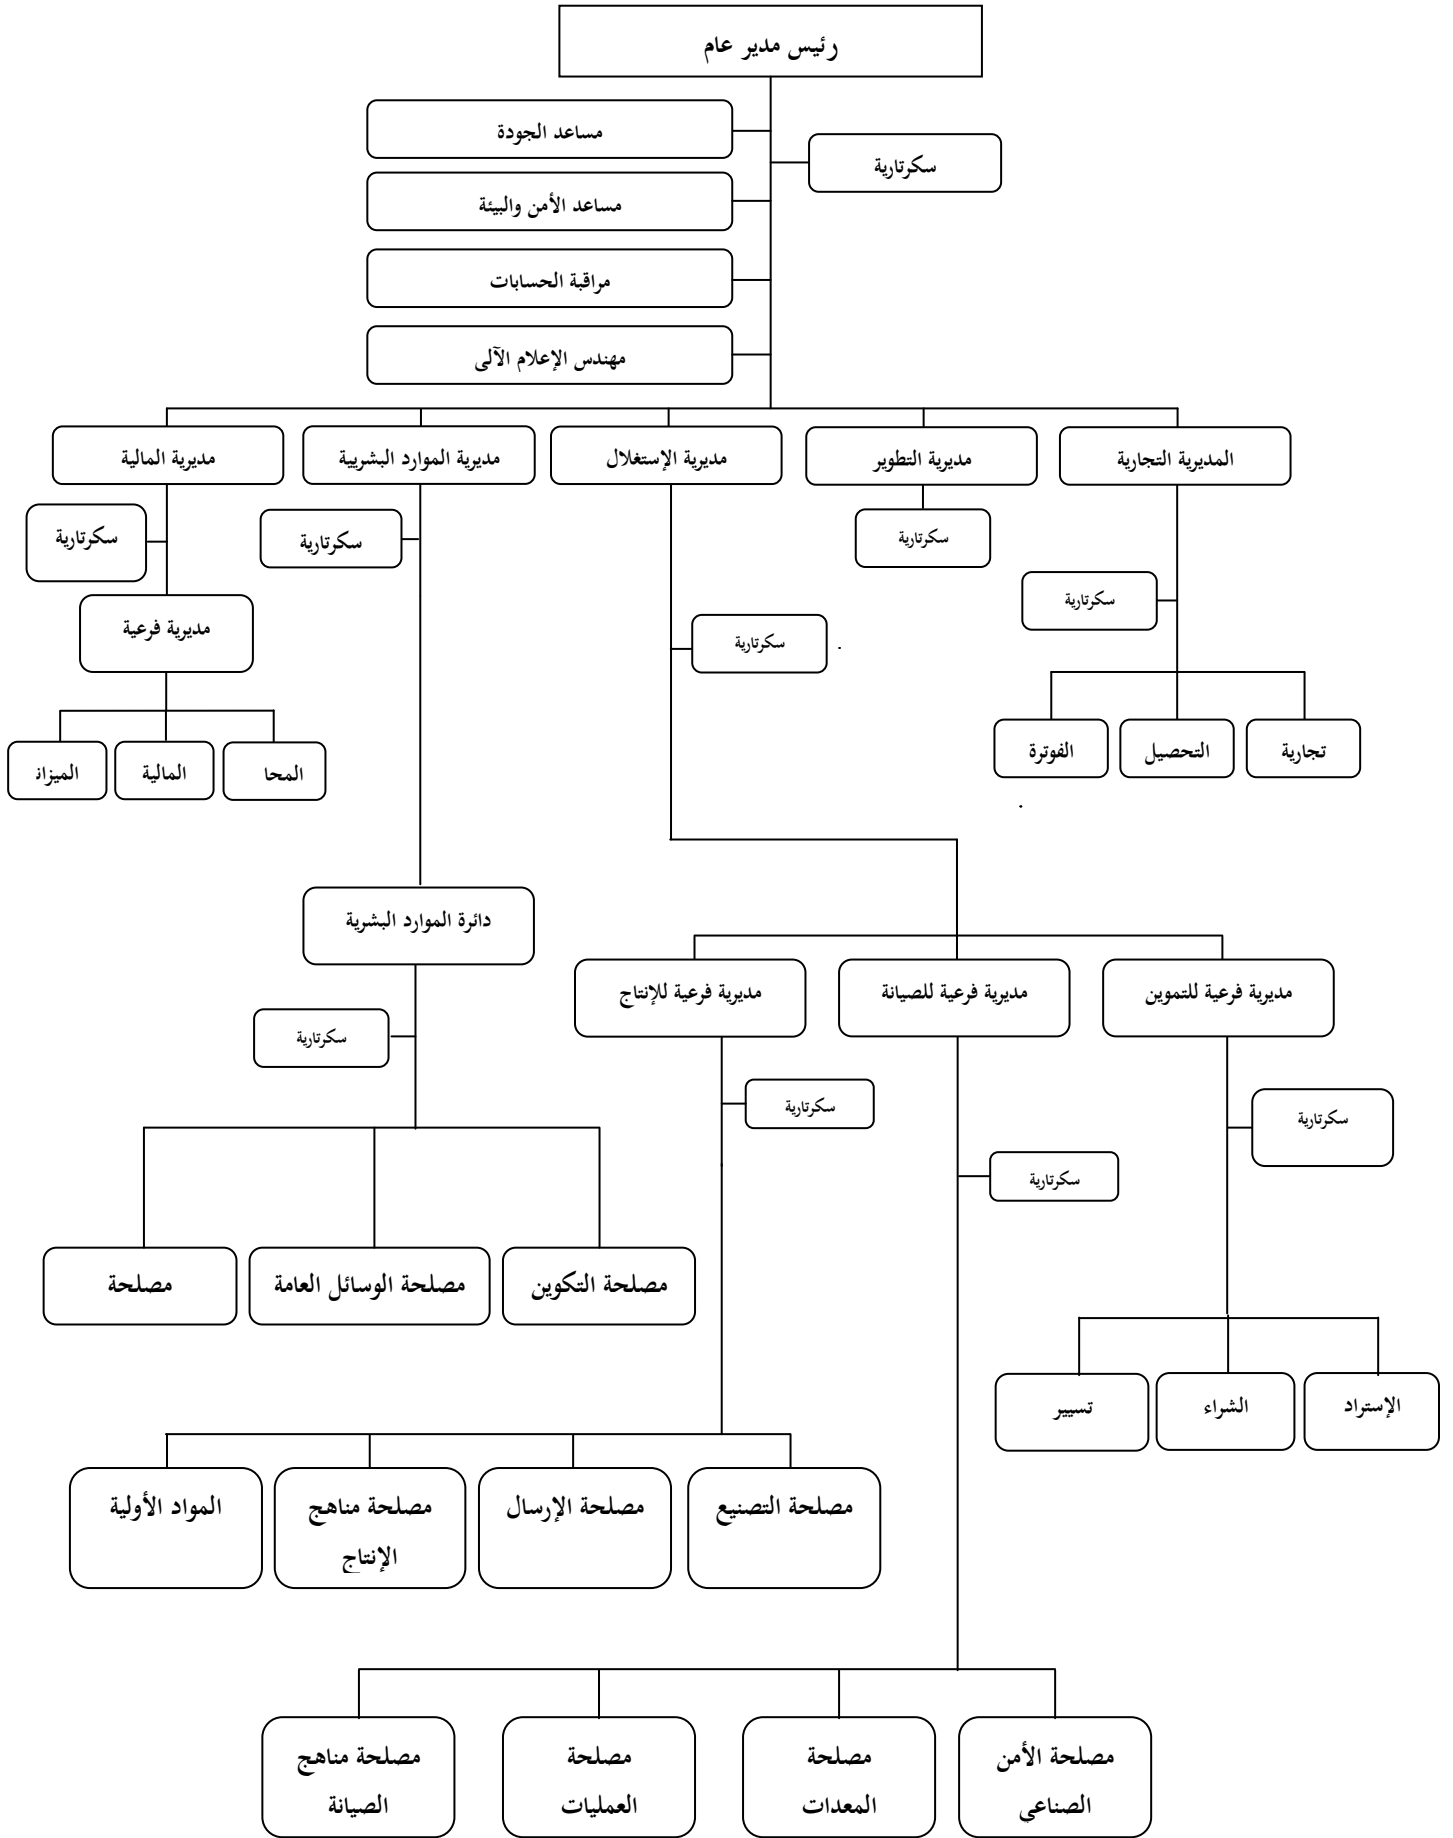 رئيس مدير عام
مساعد الجودة
سكرتارية
مساعد الأمن والبيئة
مراقبة الحسابات
مهندس الإعلام الآلى
المديرية التجارية
مديرية التطوير
مديرية الإستغلال
مديرية الموارد البشريية
مديرية المالية
سكرتارية
سكرتارية
سكرتارية
سكرتارية
سكرتارية
مديرية فرعية
تجارية
التحصيل
الفوترة
المحا
المالية
الميزاز
دائرة الموارد البشرية
مديرية فرعية للتموين
مديرية فرعية للصيانة
مديرية فرعية للإنتاج
سكرتارية
سكرتارية
سكرتارية
سكرتارية
مصلحة التكوين
مصلحة الوسائل العامة
مصلحة
الإستراد
الشراء
تسيير
مصلحة التصنيع
مصلحة الإرسال
مصلحة مناهج
الإنتاج
المواد الأولية
مصلحة الأمن
الصناعى
مصلحة
المعدات
مصلحة
العمليات
مصلحة مناهج
الصيانة